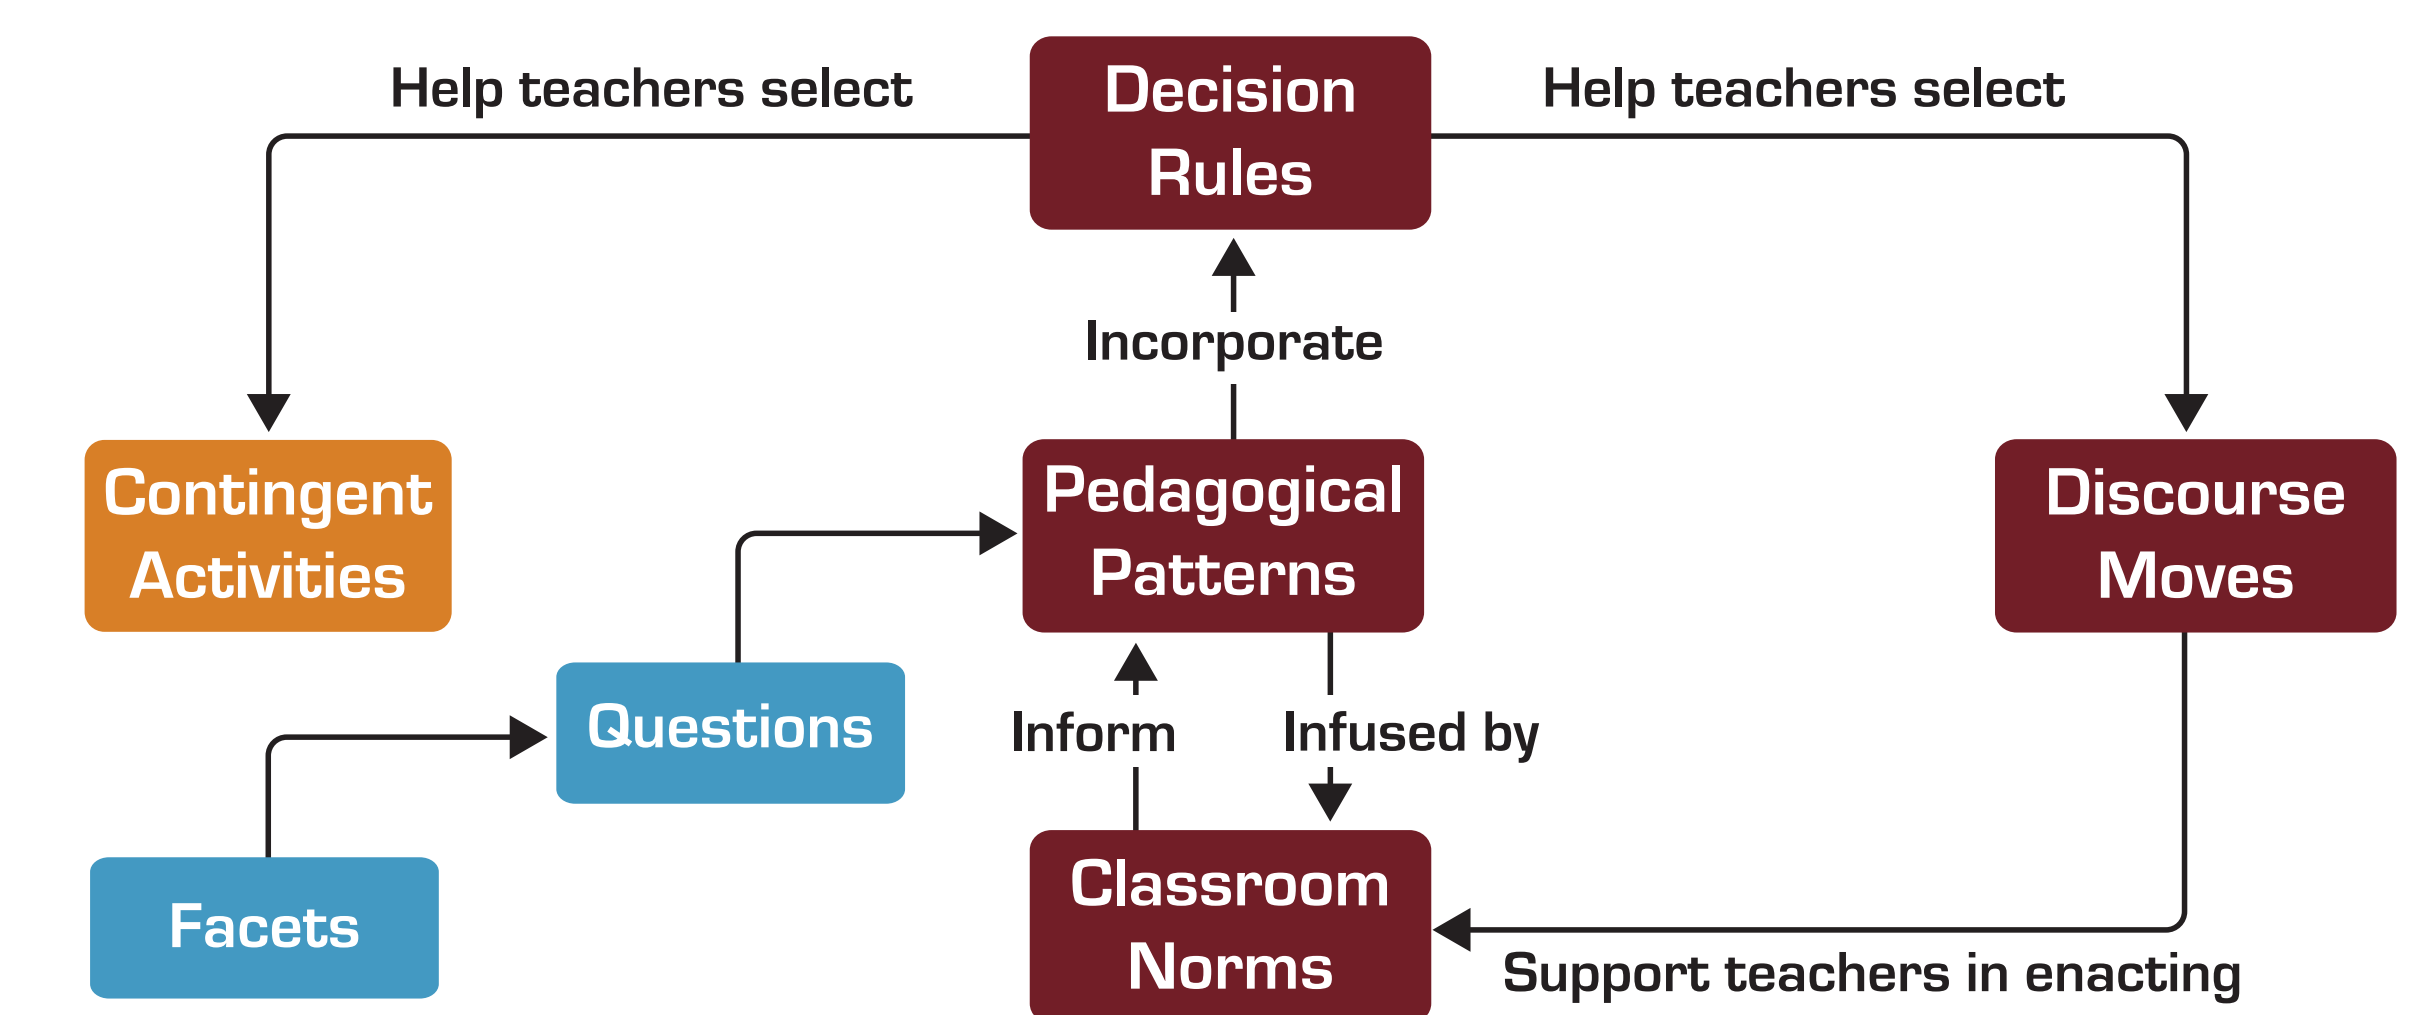 Help teachers select
Decision
Rules
Help teachers select
Incorporate
Contingent
Activities
Pedagogical
Patterns
Discourse
Moves
Questions
Inform
Infused by
Facets
Classroom
Norms
Support teachers in enacting